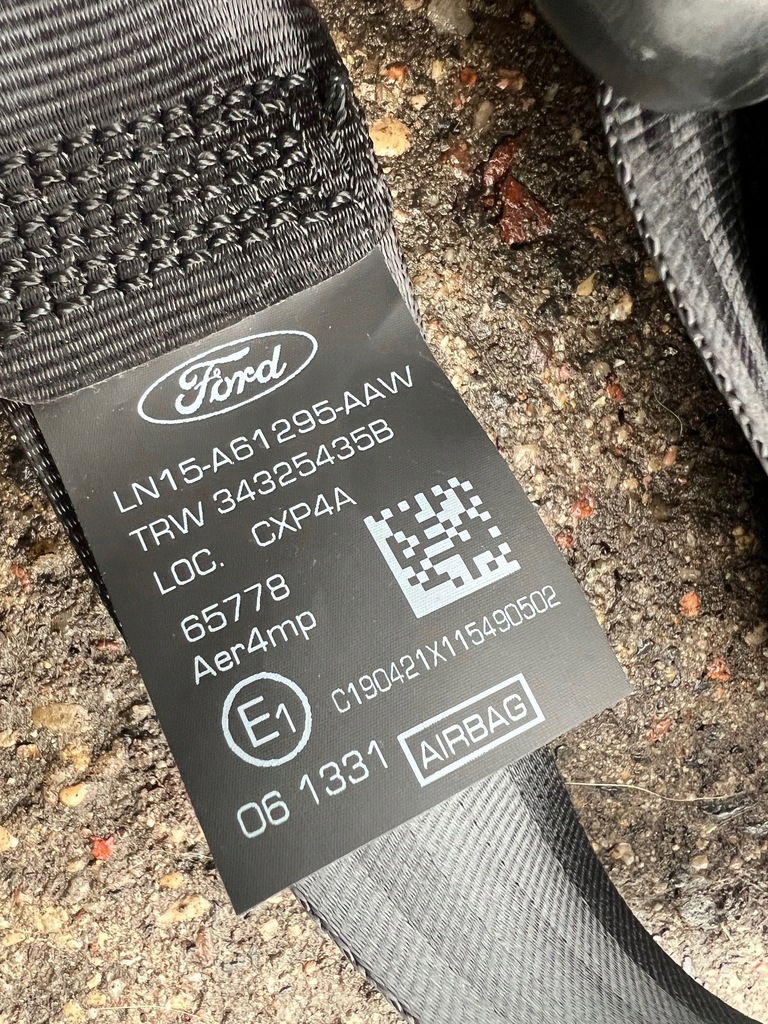 Ford
LN15-A61295-AAW
TRW 34325435B
LOC. CXP4A
65778
Aer4mp
E1
C190421X115490502
06 1331
AIRBAG